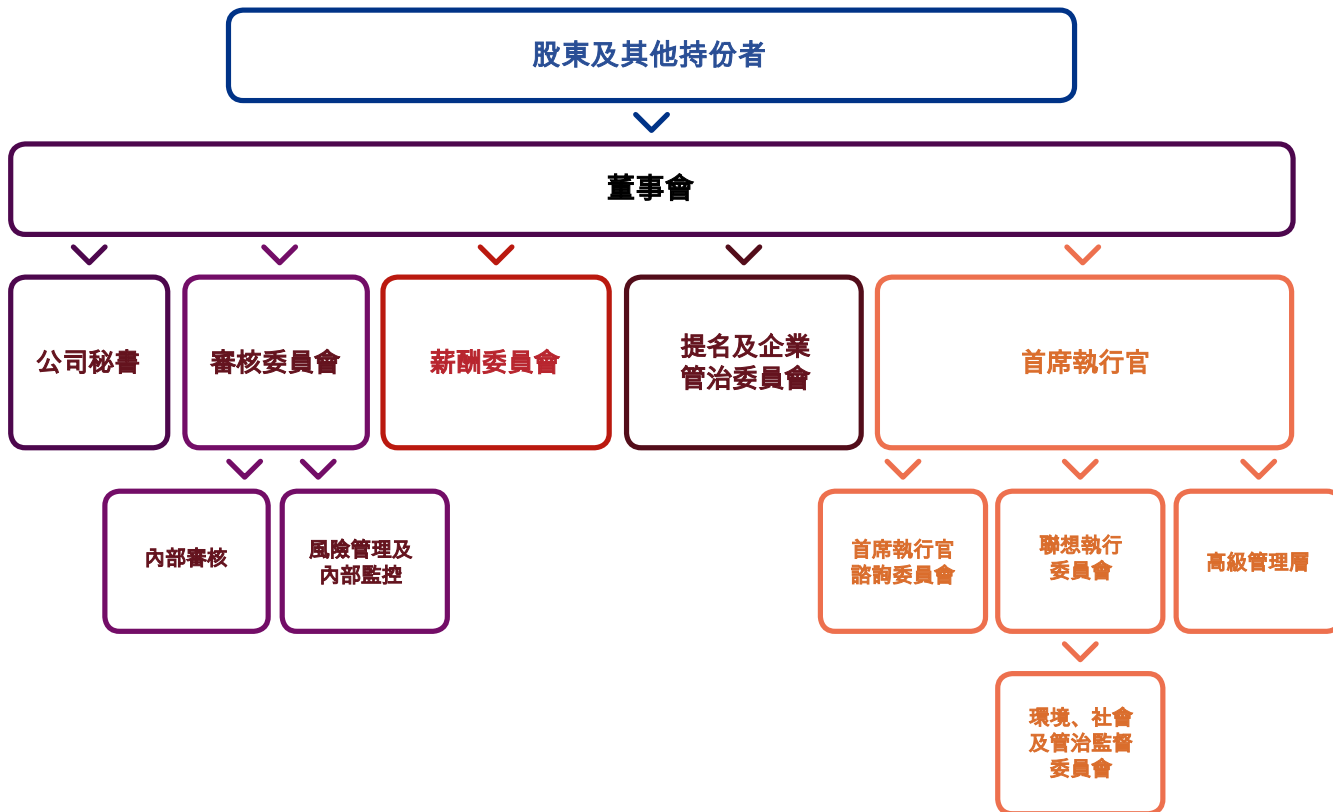 股東及其他持份者
董事會
公司秘書
審核委員會
薪酬委員會
提名及企業
管治委員會
首席執行官
內部審核
風險管理及
內部監控
首席執行官
諮詢委員會
聯想執行
委員會
高級管理層
環境、社會
及管治監督
委員會